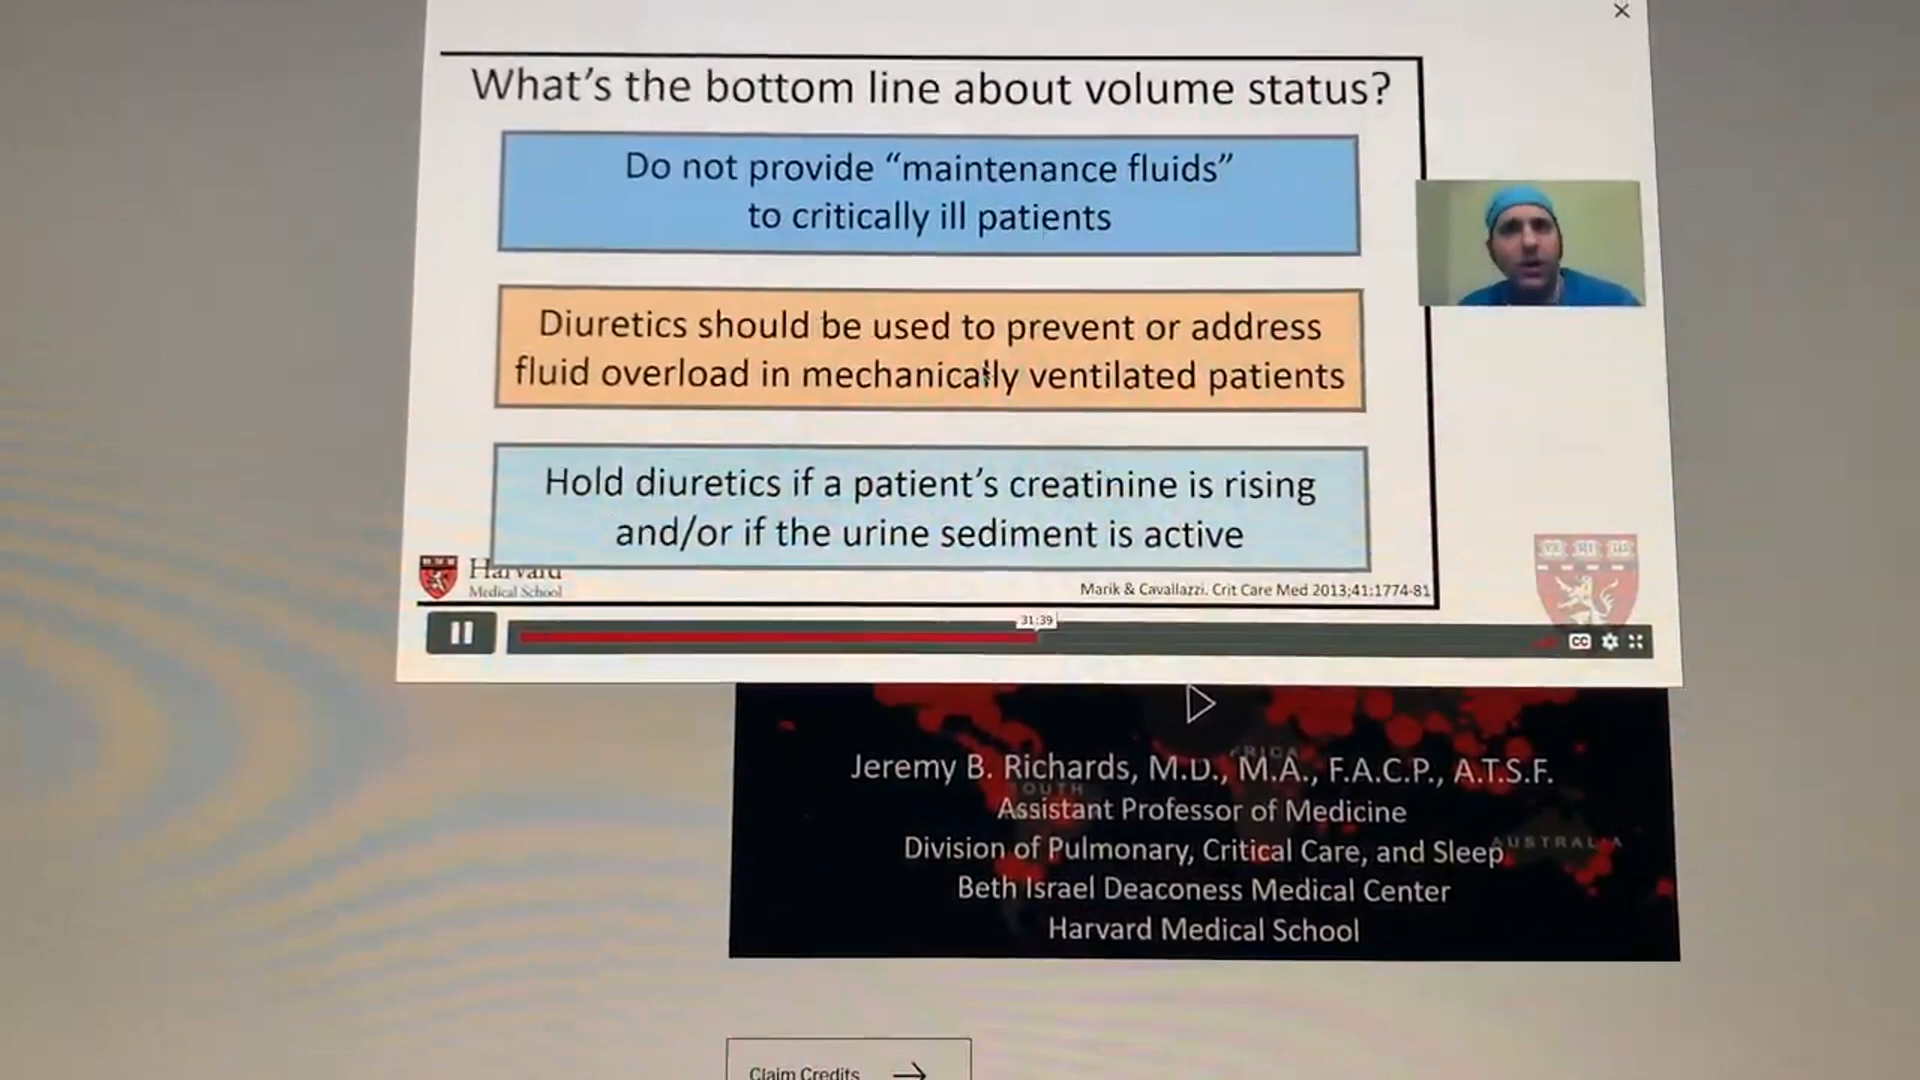 What's the bottom line about volume status?
Do not provide “maintenance fluids”
to critically ill patients
Diuretics should be used to prevent or address
fluid overload in mechanically ventilated patients
Hold diuretics if a patient's creatinine is rising
and/or if the urine sediment is active
Harvard
Medical School
Marik & Cavallazzi. Crit Care Med 2013;41:1774-81
31:39
CC
Jeremy B. Richards, M.D., M.A., F.A.C.P., A.T.S.F.
SOUTH
Assistant Professor of Medicine
Division of Pulmonary, Critical Care, and Sleep
AUSTRALIA
Beth Israel Deaconess Medical Center
Harvard Medical School
Claim Credits